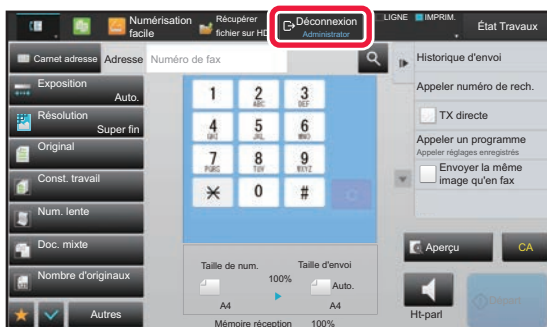 Numérisation
facile
Récupérer
fichier sur HD
Déconnexion
Administrator
LIGNE
IMPRIM.
État Travaux
Carnet adresse
Adresse
Numéro de fax
Historique d'envoi
Exposition
Auto.
Appeler numéro de rech.
Résolution
Super fin
TX directe
Original
Appeler un programme
Appeler réglages enregistrés
Const. travail
Envoyer la même
image qu'en fax
Num. lente
1
2
ABC
3
DEF
4
GHI
5
JKL
6
MNO
7
PQRS
8
TUV
9
WXYZ
0
#
Doc. mixte
Aperçu
CA
Nombre d'originaux
Taille de num.
100%
Taille d'envoi
Auto.
A4
A4
Autres
Mémoire réception
100%
Ht-parl
Départ